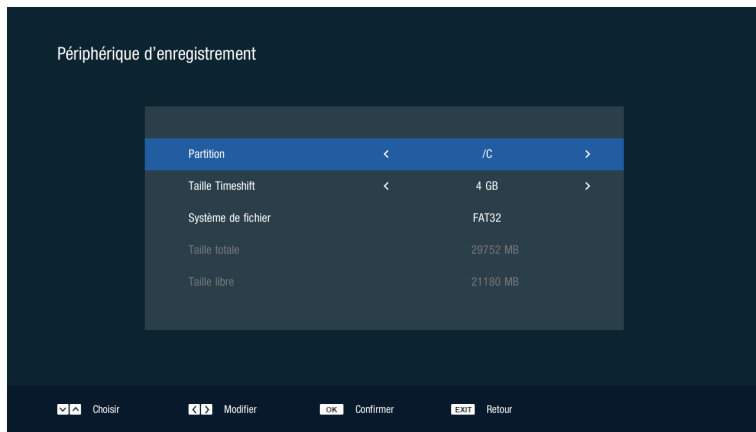 Périphérique d’enregistrement
Partition < /C >
Taille Timeshift < 4 GB >
Système de fichier FAT32
Taille totale 29752 MB
Taille libre 21180 MB
Choisir < > Modifier OK Confirmer EXIT Retour